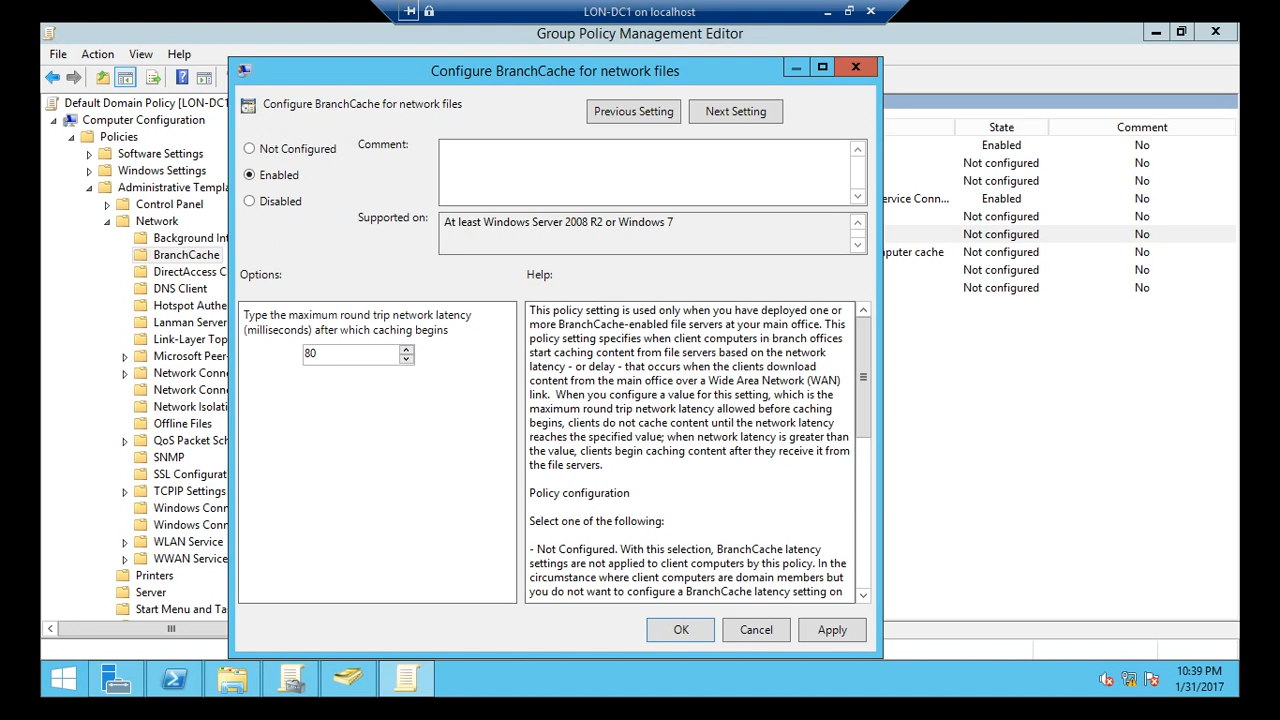 LON-DC1 on localhost
Group Policy Management Editor
File Action View Help
Configure BranchCache for network files
Configure BranchCache for network files
Previous Setting
Next Setting
Not Configured
Enabled
Disabled
Comment:
Supported on:
At least Windows Server 2008 R2 or Windows 7
Options:
Help:
Type the maximum round trip network latency
(milliseconds) after which caching begins
80
This policy setting is used only when you have deployed one or
more BranchCache-enabled file servers at your main office. This
policy setting specifies when client computers in branch offices
start caching content from file servers based on the network
latency - or delay - that occurs when the clients download
content from the main office over a Wide Area Network (WAN)
link. When you configure a value for this setting, which is the
maximum round trip network latency allowed before caching
begins, clients do not cache content until the network latency
reaches the specified value; when network latency is greater than
the value, clients begin caching content after they receive it from
the file servers.
Policy configuration
Select one of the following:
- Not Configured. With this selection, BranchCache latency
settings are not applied to client computers by this policy. In the
circumstance where client computers are domain members but
you do not want to configure a BranchCache latency setting on
OK
Cancel
Apply
Default Domain Policy [LON-DC1
Computer Configuration
Policies
Software Settings
Windows Settings
Administrative Templa
Control Panel
Network
Background Int
BranchCache
DirectAccess C
DNS Client
Hotspot Authe
Lanman Server
Link-Layer Top
Microsoft Peer-
Network Conne
Network Conne
Network Isolati
Offline Files
QoS Packet Sch
SNMP
SSL Configurat
TCPIP Settings
Windows Conn
Windows Conn
WLAN Service
WWAN Service
Printers
Server
Start Menu and Ta
State Comment
Enabled No
Not configured No
Not configured No
ervice Conn... Enabled No
Not configured No
Not configured No
puter cache Not configured No
Not configured No
Not configured No
10:39 PM
1/31/2017